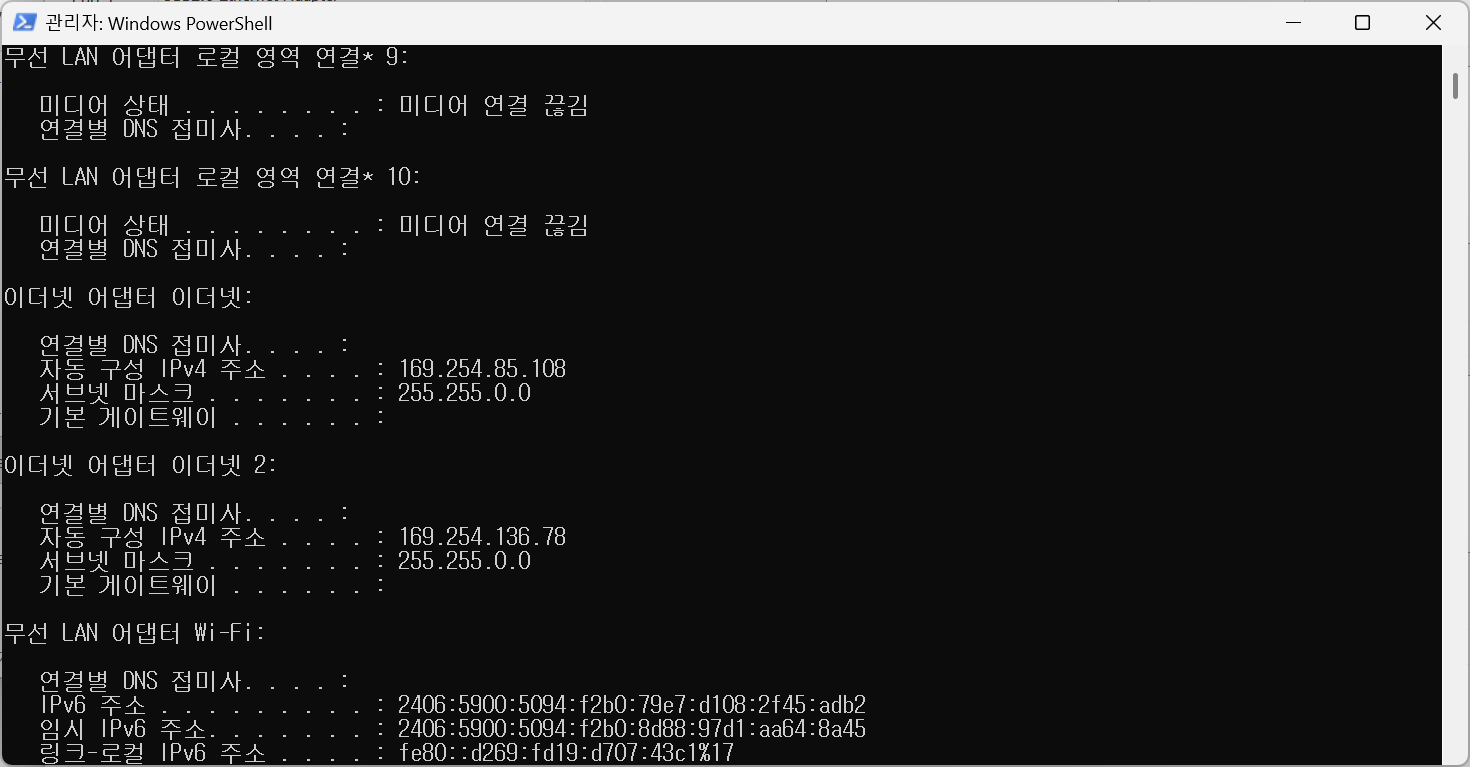 관리자: Windows PowerShell
무선 LAN 어댑터 로컬 영역 연결* 9:
미디어 상태 . . . . . . . . : 미디어 연결 끊김
연결별 DNS 접미사. . . . :
무선 LAN 어댑터 로컬 영역 연결* 10:
미디어 상태 . . . . . . . . : 미디어 연결 끊김
연결별 DNS 접미사. . . . :
이더넷 어댑터 이더넷:
연결별 DNS 접미사. . . . :
자동 구성 IPv4 주소 . . . . : 169.254.85.108
서브넷 마스크 . . . . . . . : 255.255.0.0
기본 게이트웨이 . . . . . . :
이더넷 어댑터 이더넷 2:
연결별 DNS 접미사. . . . :
자동 구성 IPv4 주소 . . . . : 169.254.136.78
서브넷 마스크 . . . . . . . : 255.255.0.0
기본 게이트웨이 . . . . . . :
무선 LAN 어댑터 Wi-Fi:
연결별 DNS 접미사. . . . :
IPv6 주소 . . . . . . . . . : 2406:5900:5094:f2b0:79e7:d108:2f45:adb2
임시 IPv6 주소. . . . . . . : 2406:5900:5094:f2b0:8d88:97d1:aa64:8a45
링크-로컬 IPv6 주소 . . . . : fe80::d269:fd19:d707:43c1%17